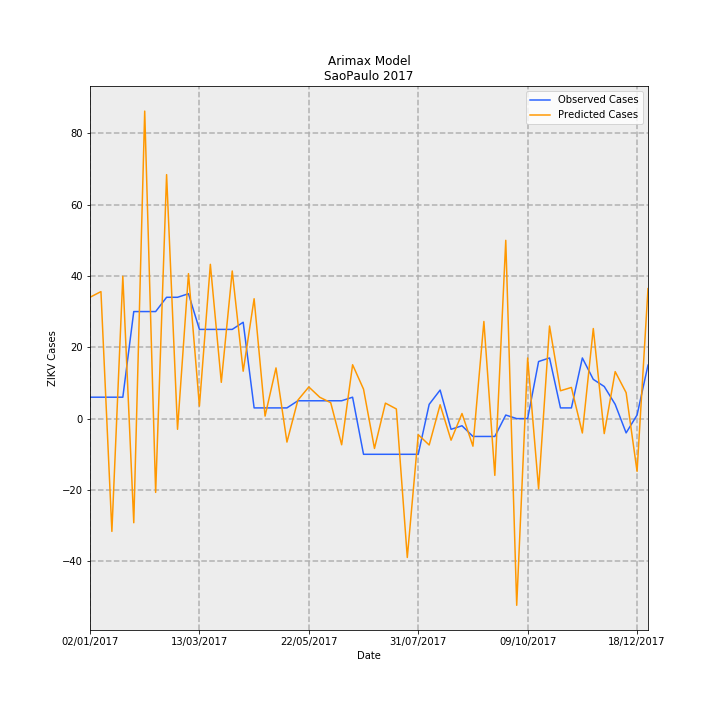 Arimax Model
SaoPaulo 2017
Observed Cases
Predicted Cases
80
60
40
20
0
−20
−40
ZIKV Cases
02/01/2017 13/03/2017 22/05/2017 31/07/2017 09/10/2017 18/12/2017
Date